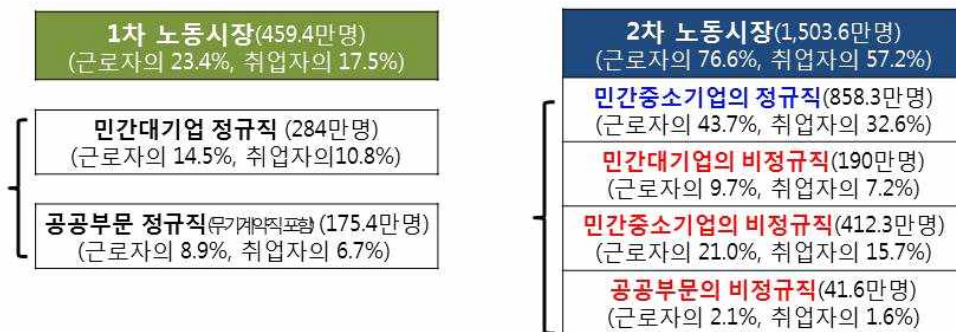 1차 노동시장(459.4만명)
(근로자의 23.4%, 취업자의 17.5%)
민간대기업 정규직 (284만명)
(근로자의 14.5%, 취업자의10.8%)
공공부문 정규직(무기계약직포함) (175.4만명)
(근로자의 8.9%, 취업자의 6.7%)
2차 노동시장(1,503.6만명)
(근로자의 76.6%, 취업자의 57.2%)
민간중소기업의 정규직(858.3만명)
(근로자의 43.7%, 취업자의 32.6%)
민간대기업의 비정규직(190만명)
(근로자의 9.7%, 취업자의 7.2%)
민간중소기업의 비정규직(412.3만명)
(근로자의 21.0%, 취업자의 15.7%)
공공부문의 비정규직(41.6만명)
(근로자의 2.1%, 취업자의 1.6%)